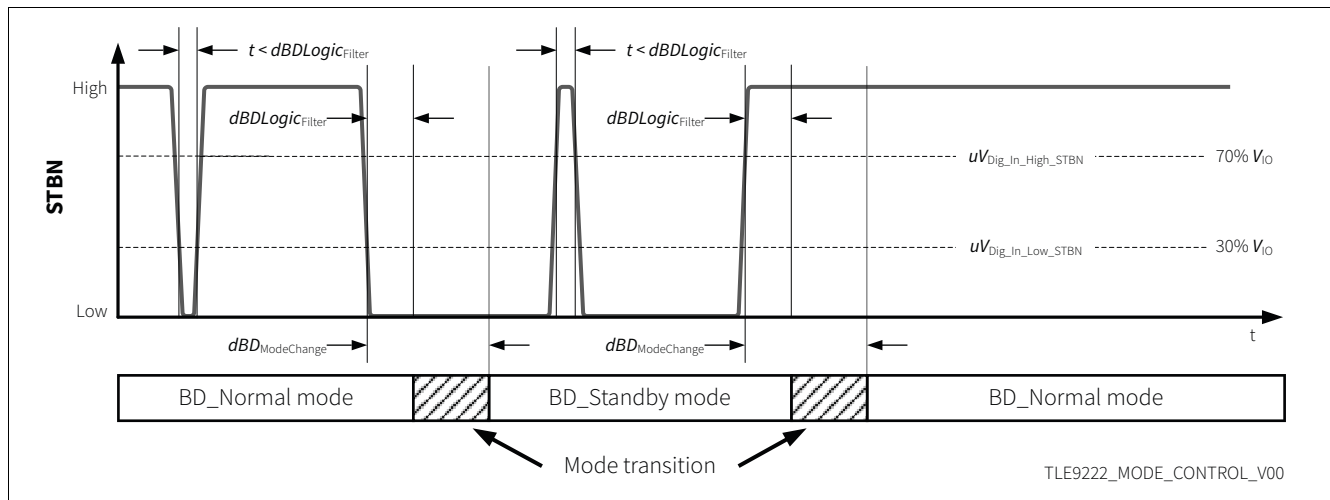 t < dBDLogicFilter
t < dBDLogicFilter
High
dBDLogicFilter
dBDLogicFilter
uVDig_In_High_STBN
70% VIO
STBN
uVDig_In_Low_STBN
30% VIO
Low
t
dBDModeChange
dBDModeChange
BD_Normal mode
BD_Standby mode
BD_Normal mode
Mode transition
TLE9222_MODE_CONTROL_V00